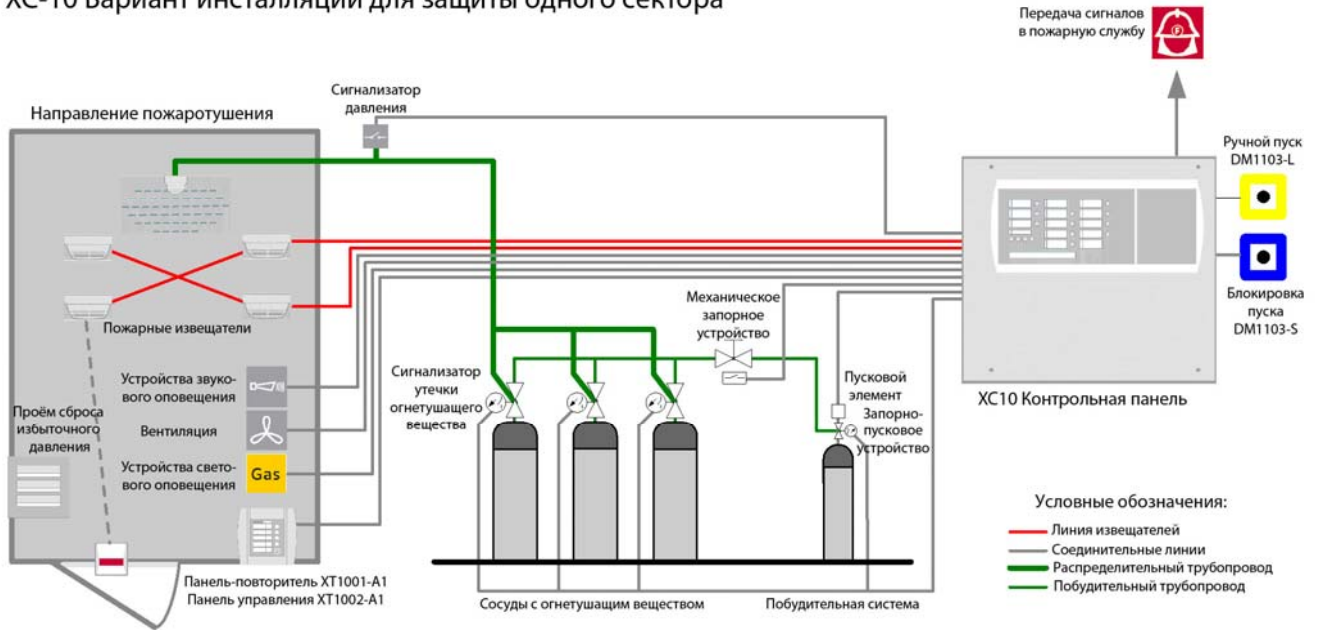 XC-10 Вариант инсталляции для защиты одного сектора
Передача сигналов
в пожарную службу
F
Сигнализатор
давления
Направление пожаротушения
Ручной пуск
DM1103-L
Блокировка
пуска
DM1103-S
XC10 Контрольная панель
Пожарные извещатели
Механическое
запорное
устройство
Сигнализатор
утечки
огнетушащего
вещества
Пусковой
элемент
Запорно-
пусковое
устройство
Устройства звуко-
вого оповещения
Проём сброса
избыточного
давления
Вентиляция
Устройства свето-
вого оповещения
Gas
Панель-повторитель XT1001-A1
Панель управления XT1002-A1
Сосуды с огнетушащим веществом
Побудительная система
Условные обозначения:
Линия извещателей
Соединительные линии
Распределительный трубопровод
Побудительный трубопровод